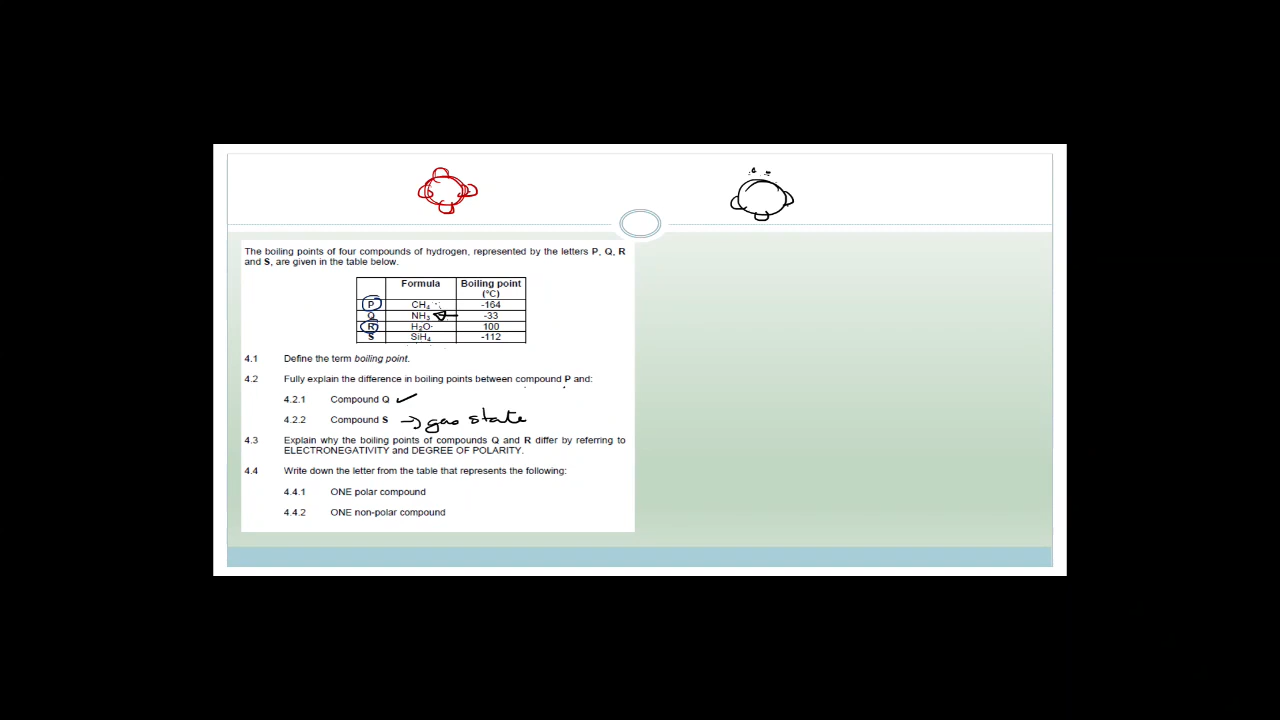 The boiling points of four compounds of hydrogen, represented by the letters P, Q, R
and S, are given in the table below.
Formula Boiling point
(°C)
P CH₄ -164
Q NH₃ -33
R H₂O 100
S SiH₄ -112
4.1 Define the term boiling point.
4.2 Fully explain the difference in boiling points between compound P and:
4.2.1 Compound Q
4.2.2 Compound S → gas state
4.3 Explain why the boiling points of compounds Q and R differ by referring to
ELECTRONEGATIVITY and DEGREE OF POLARITY.
4.4 Write down the letter from the table that represents the following:
4.4.1 ONE polar compound
4.4.2 ONE non-polar compound